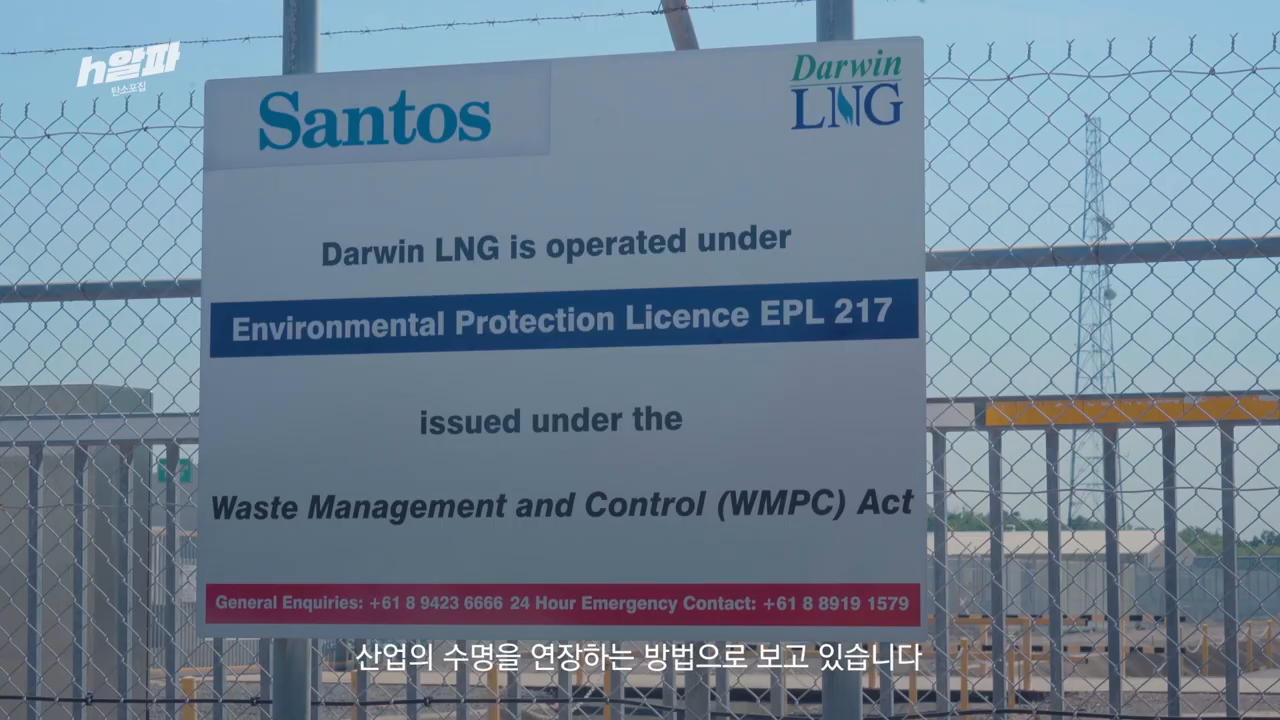 h알파
탄소포집
Santos
Darwin
LNG
Darwin LNG is operated under
Environmental Protection Licence EPL 217
issued under the
Waste Management and Control (WMPC) Act
General Enquiries: +61 8 9423 6666 24 Hour Emergency Contact: +61 8 8919 1579
산업의 수명을 연장하는 방법으로 보고 있습니다